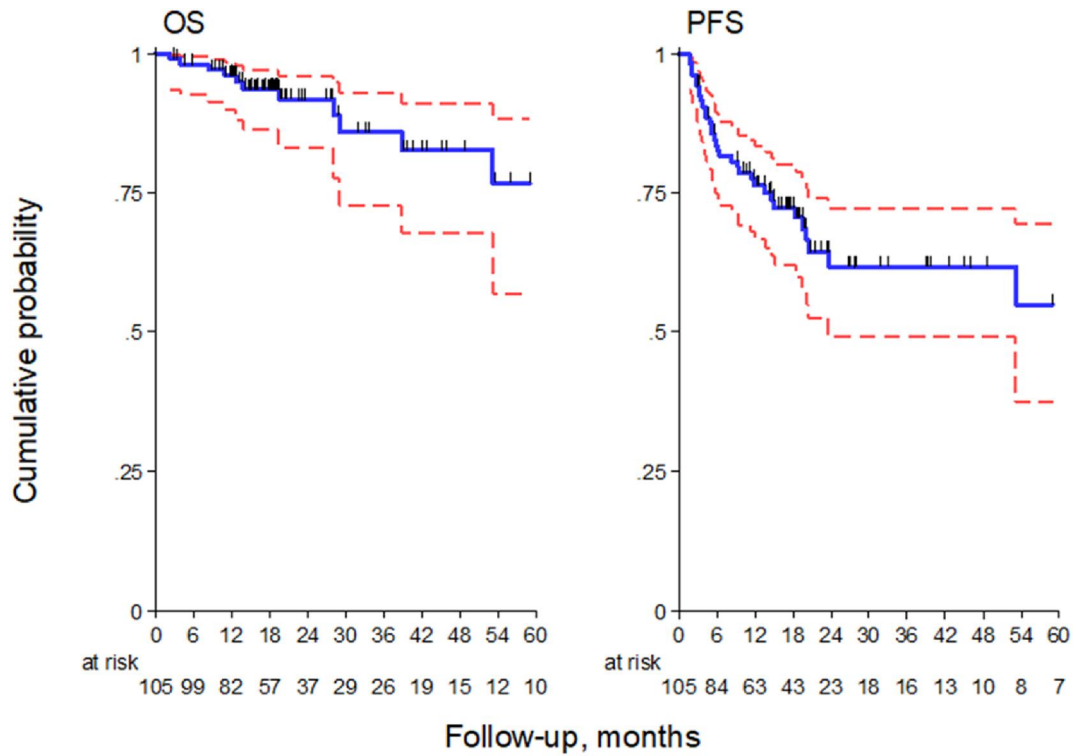 OS PFS
1 1
.75 .75
.5 .5
.25 .25
0 0
Cumulative probability
0 6 12 18 24 30 36 42 48 54 60 0 6 12 18 24 30 36 42 48 54 60
at risk at risk
105 99 82 57 37 29 26 19 15 12 10 105 84 63 43 23 18 16 13 10 8 7
Follow-up, months